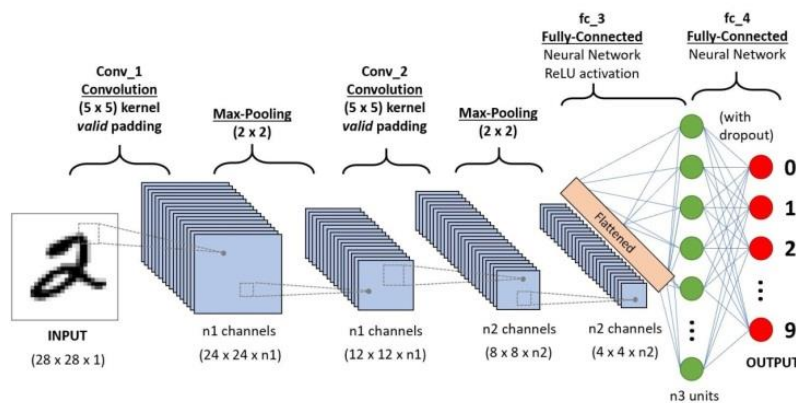 fc_3
Fully-Connected
Neural Network
ReLU activation
fc_4
Fully-Connected
Neural Network
Conv_1
Convolution
(5 x 5) kernel
valid padding
Max-Pooling
(2 x 2)
Conv_2
Convolution
(5 x 5) kernel
valid padding
Max-Pooling
(2 x 2)
(with
dropout)
2
INPUT
(28 x 28 x 1)
n1 channels
(24 x 24 x n1)
n1 channels
(12 x 12 x n1)
n2 channels
(8 x 8 x n2)
n2 channels
(4 x 4 x n2)
Flattened
n3 units
0
1
2
9
OUTPUT